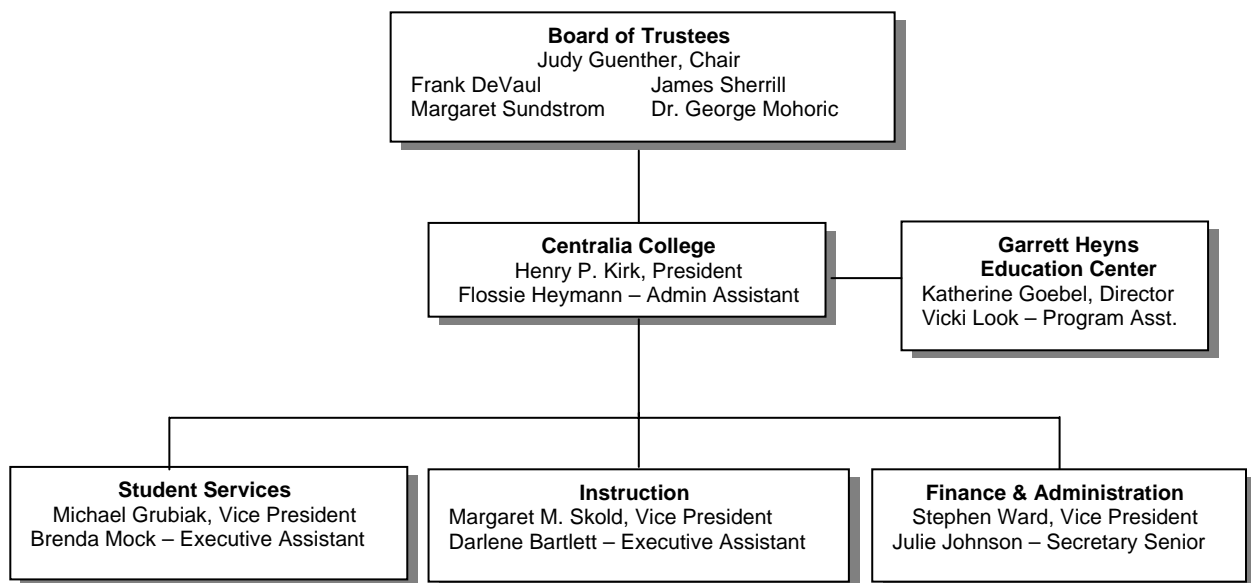 Board of Trustees
Judy Guenther, Chair
Frank DeVaul James Sherrill
Margaret Sundstrom Dr. George Mohoric
Centralia College
Henry P. Kirk, President
Flossie Heymann – Admin Assistant
Garrett Heyns
Education Center
Katherine Goebel, Director
Vicki Look – Program Asst.
Student Services
Michael Grubiak, Vice President
Brenda Mock – Executive Assistant
Instruction
Margaret M. Skold, Vice President
Darlene Bartlett – Executive Assistant
Finance & Administration
Stephen Ward, Vice President
Julie Johnson – Secretary Senior